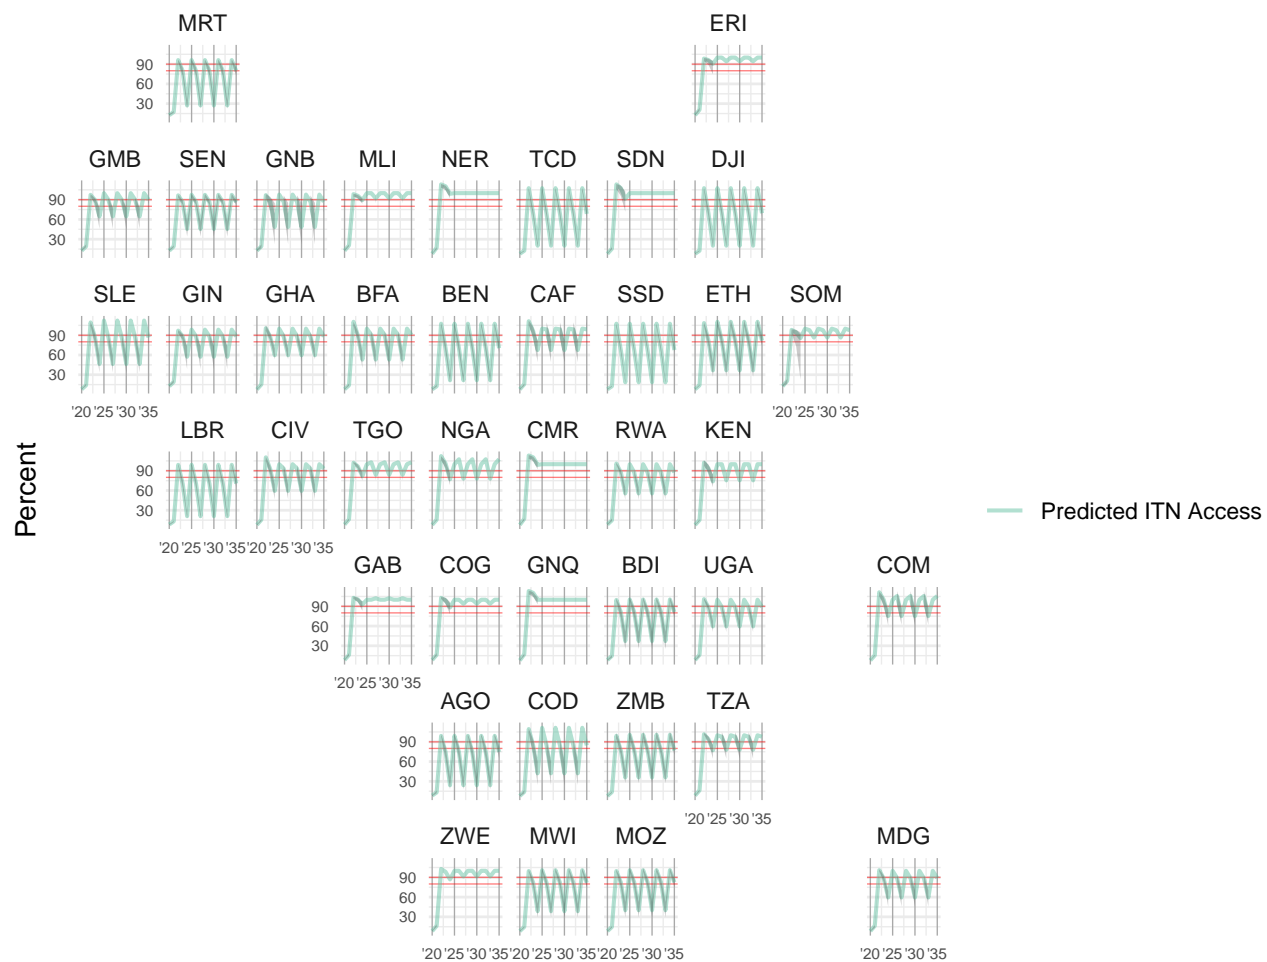 MRT ERI
90
60
30
GMB SEN GNB MLI NER TCD SDN DJI
90
60
30
SLE GIN GHA BFA BEN CAF SSD ETH SOM
90
60
30
'20 '25 '30 '35 '20 '25 '30 '35
LBR CIV TGO NGA CMR RWA KEN
90
60
30
'20 '25 '30 '35 '20 '25 '30 '35
GAB COG GNQ BDI UGA COM
90
60
30
'20 '25 '30 '35 '20 '25 '30 '35
AGO COD ZMB TZA
90
60
30
'20 '25 '30 '35
ZWE MWI MOZ MDG
90
60
30
'20 '25 '30 '35 '20 '25 '30 '35 '20 '25 '30 '35 '20 '25 '30 '35
Percent
Predicted ITN Access